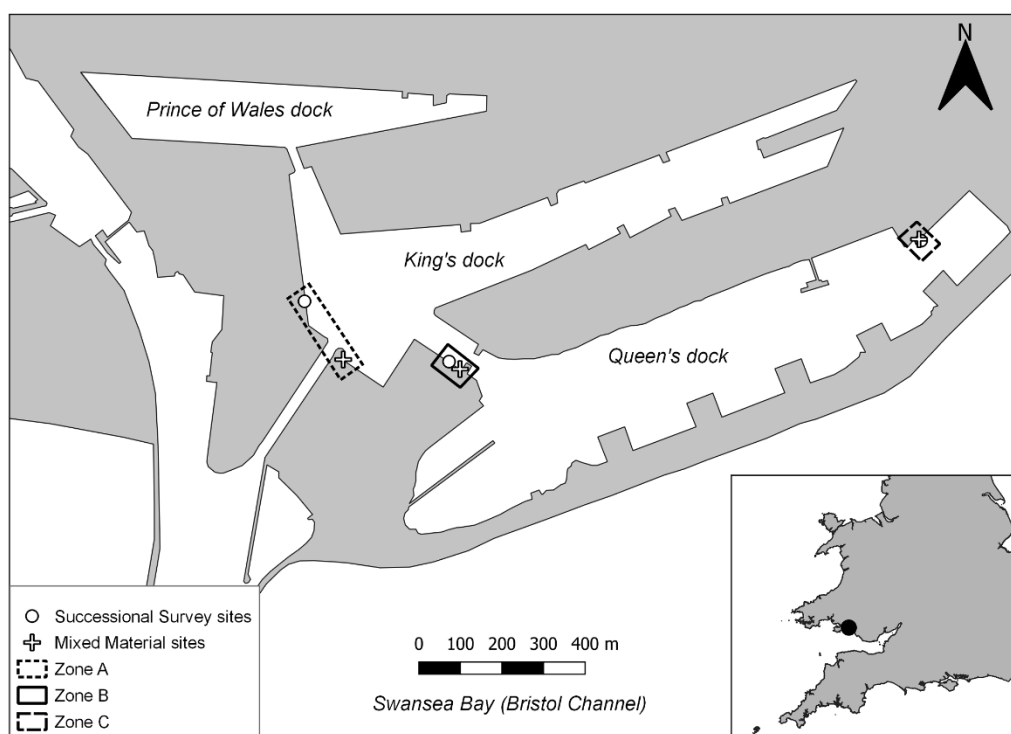 N
Prince of Wales dock
King's dock
Queen's dock
Successional Survey sites
Mixed Material sites
Zone A
Zone B
Zone C
0 100 200 300 400 m
Swansea Bay (Bristol Channel)